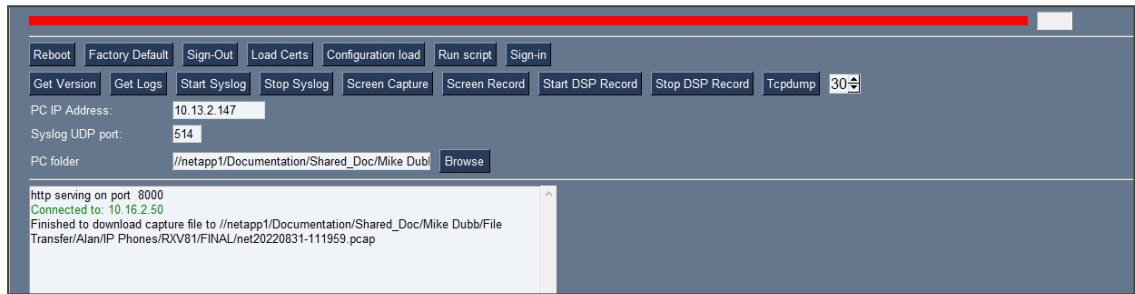 Reboot Factory Default Sign-Out Load Certs Configuration load Run script Sign-in
Get Version Get Logs Start Syslog Stop Syslog Screen Capture Screen Record Start DSP Record Stop DSP Record Tcpdump 30
PC IP Address: 10.13.2.147
Syslog UDP port: 514
PC folder //netapp1/Documentation/Shared_Doc/Mike Dubl Browse
http serving on port 8000
Connected to: 10.16.2.50
Finished to download capture file to //netapp1/Documentation/Shared_Doc/Mike Dubb/File
Transfer/Alan/IP Phones/RXV81/FINAL/net20220831-111959.pcap